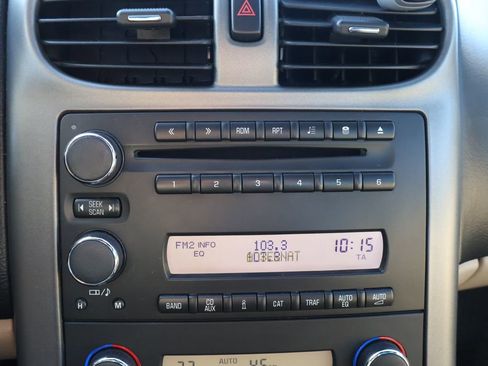 RDM RPT
1 2 3 4 5 6
SEEK
SCAN
FM2 INFO 103.3 10:15
EQ TA
H M
BAND CD AUX i CAT TRAF AUTO EQ AUTO
77 AUTO